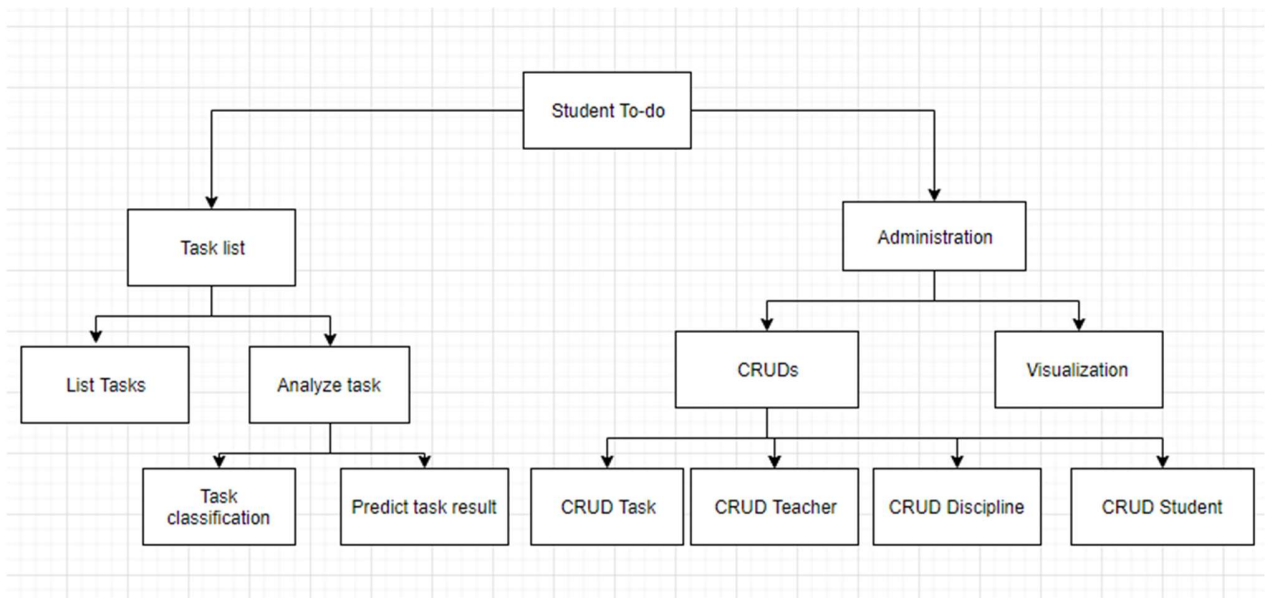 Student To-do
Task list
Administration
List Tasks
Analyze task
CRUDs
Visualization
Task
classification
Predict task result
CRUD Task
CRUD Teacher
CRUD Discipline
CRUD Student